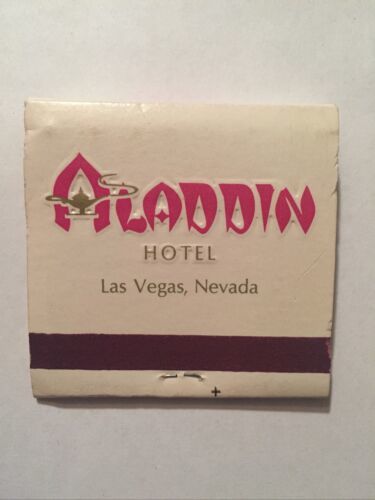 ALADDIN
HOTEL
Las Vegas, Nevada
+